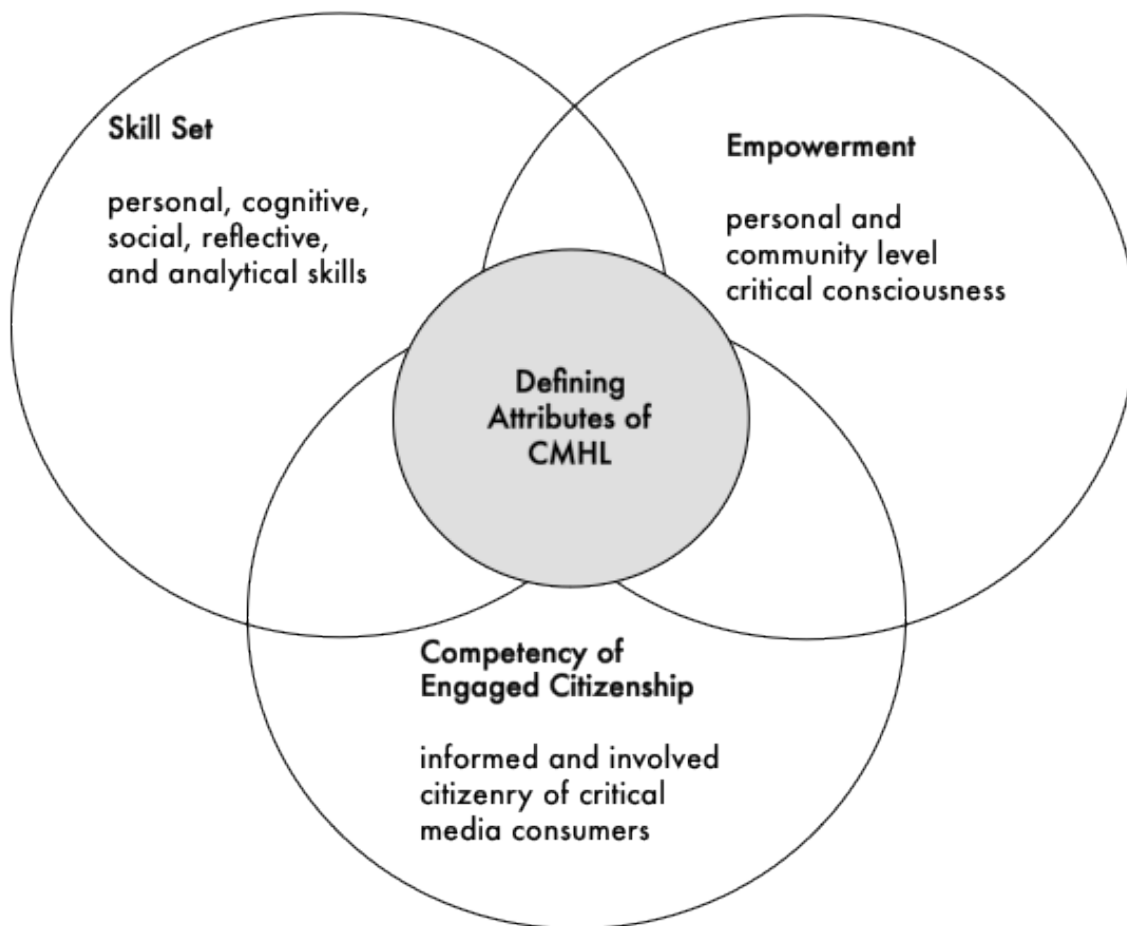 Skill Set
personal, cognitive,
social, reflective,
and analytical skills
Empowerment
personal and
community level
critical consciousness
Defining
Attributes of
CMHL
Competency of
Engaged Citizenship
informed and involved
citizenry of critical
media consumers